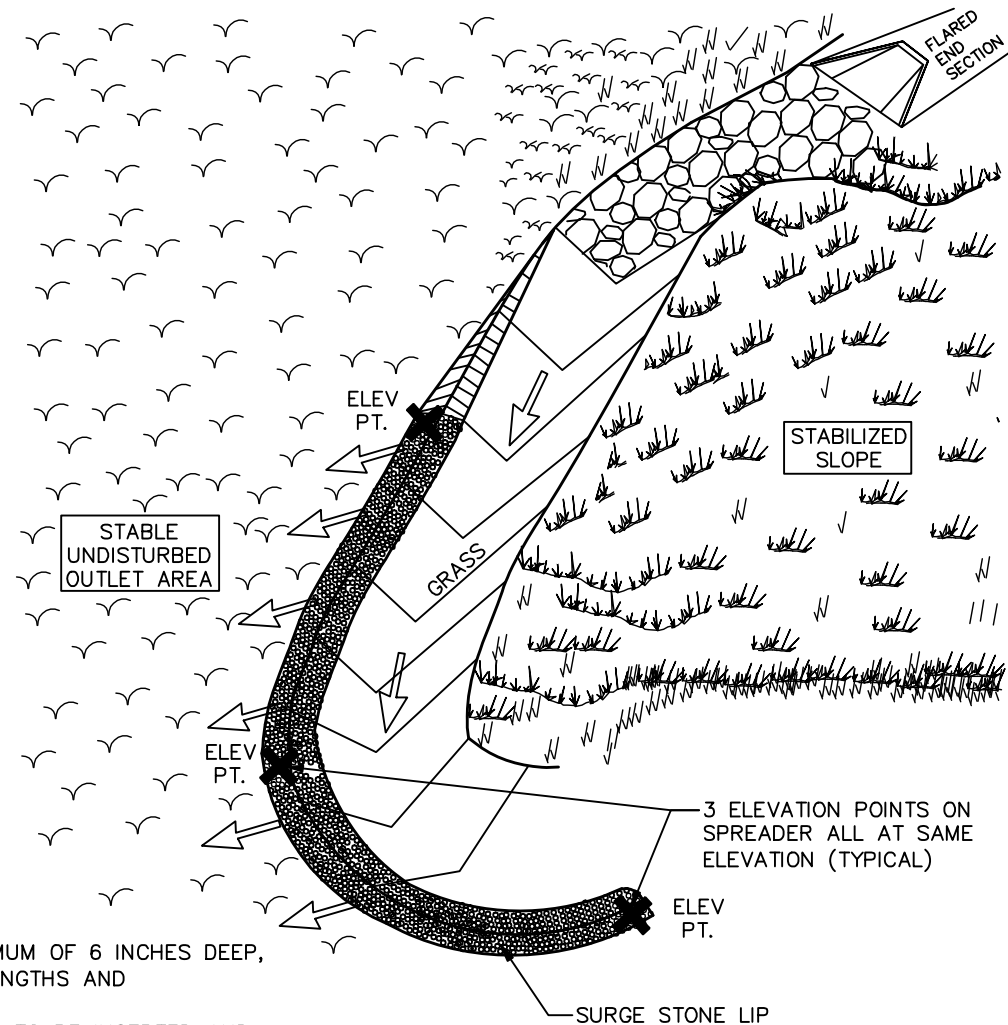 FLARED
END
SECTION
ELEV
PT.
STABILIZED
SLOPE
STABLE
UNDISTURBED
OUTLET AREA
GRASS
ELEV
PT.
3 ELEVATION POINTS ON
SPREADER ALL AT SAME
ELEVATION (TYPICAL)
ELEV
PT.
MUM OF 6 INCHES DEEP,
NGTHS AND
SURGE STONE LIP